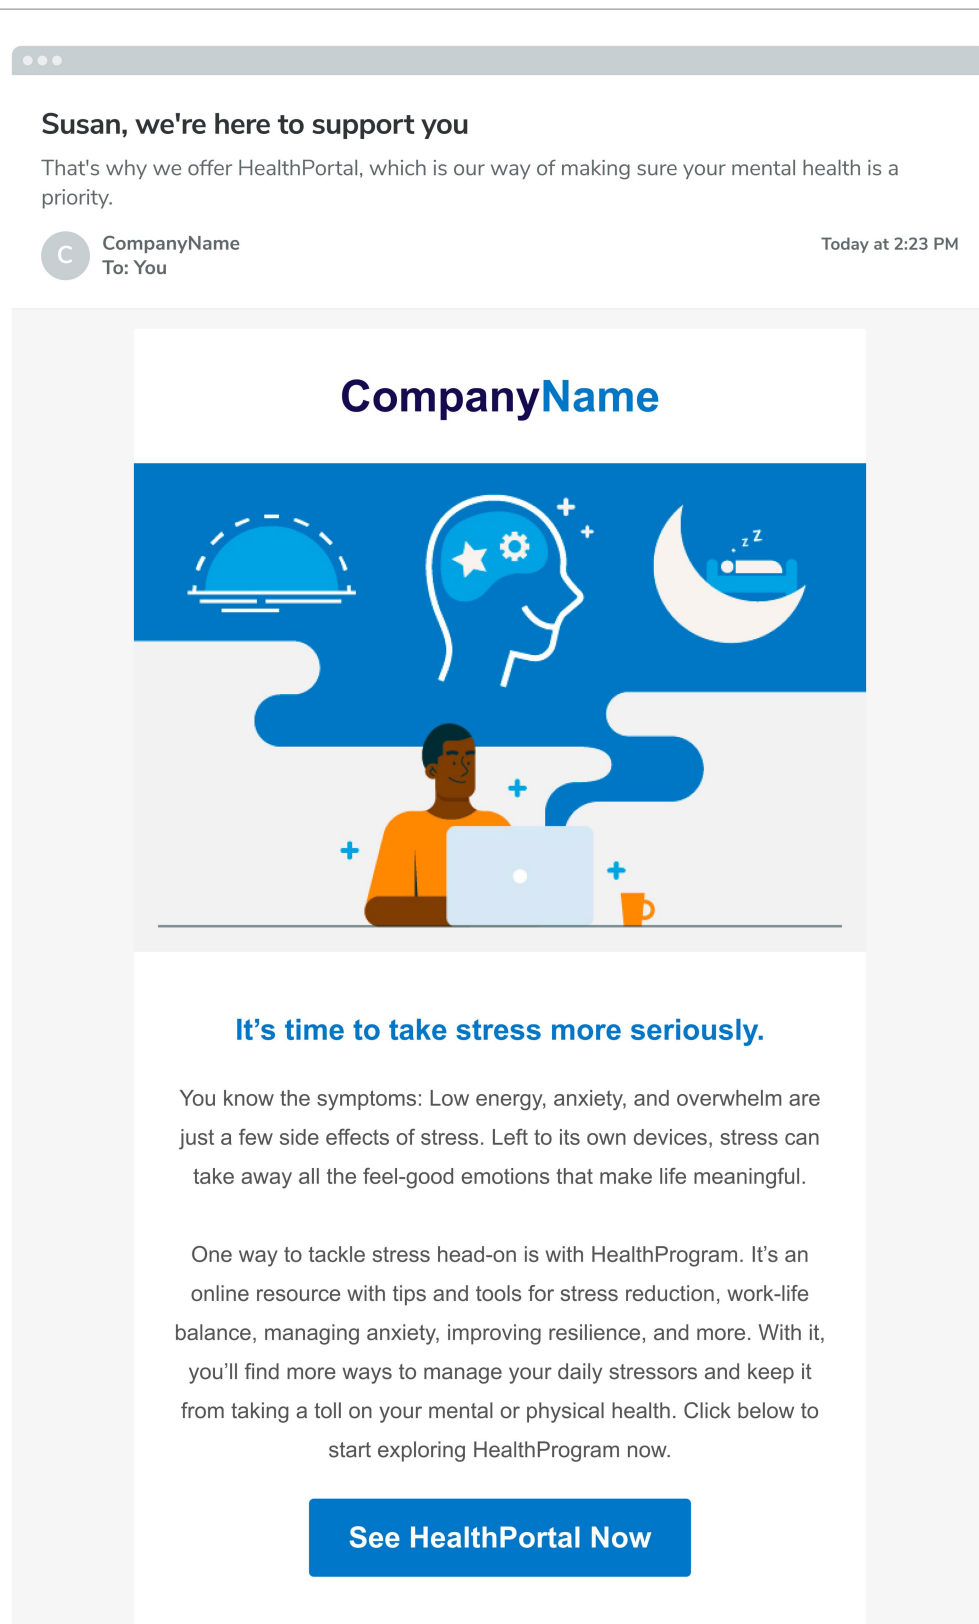 Susan, we're here to support you
That's why we offer HealthPortal, which is our way of making sure your mental health is a
priority.
C
CompanyName
Today at 2:23 PM
To: You
CompanyName
z z
It’s time to take stress more seriously.
You know the symptoms: Low energy, anxiety, and overwhelm are
just a few side effects of stress. Left to its own devices, stress can
take away all the feel-good emotions that make life meaningful.
One way to tackle stress head-on is with HealthProgram. It’s an
online resource with tips and tools for stress reduction, work-life
balance, managing anxiety, improving resilience, and more. With it,
you’ll find more ways to manage your daily stressors and keep it
from taking a toll on your mental or physical health. Click below to
start exploring HealthProgram now.
See HealthPortal Now